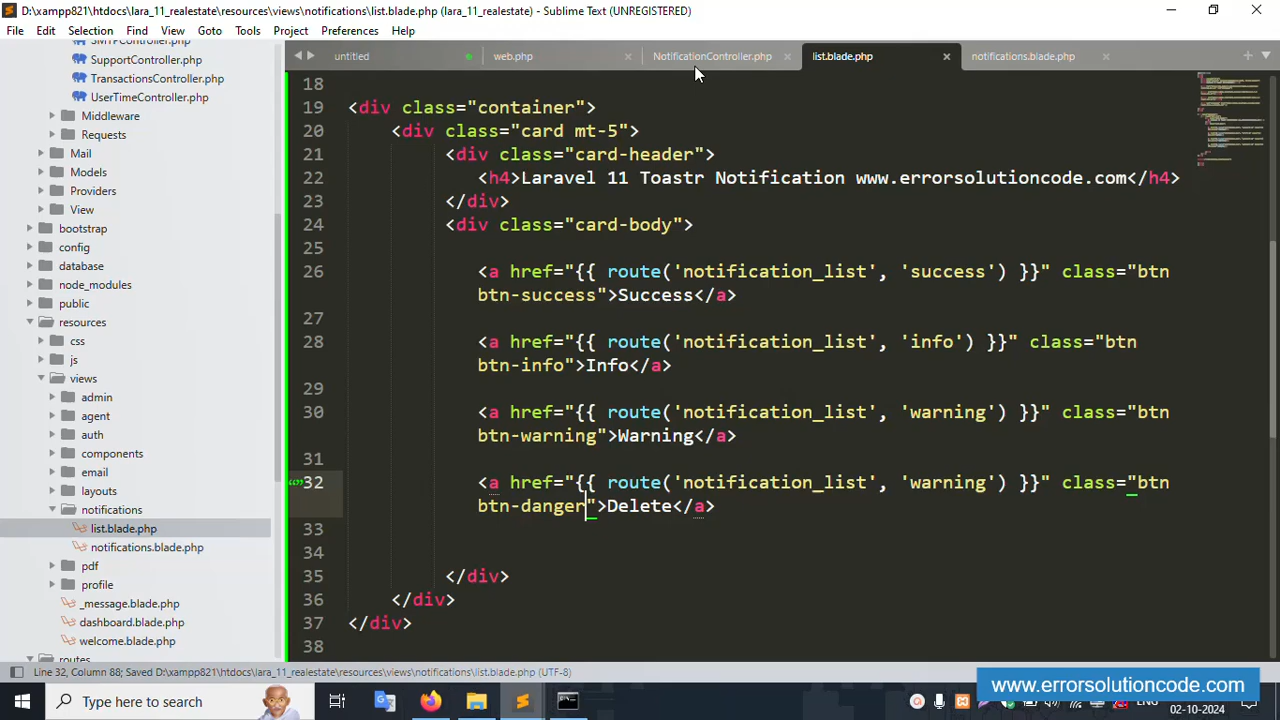 D:\xampp821\htdocs\lara_11_realestate\resources\views\notifications\list.blade.php (lara_11_realestate) - Sublime Text (UNREGISTERED)
File Edit Selection Find View Goto Tools Project Preferences Help
untitled web.php NotificationController.php list.blade.php notifications.blade.php
SMTPController.php
SupportController.php
TransactionsController.php
UserTimeController.php
Middleware
Requests
Mail
Models
Providers
View
bootstrap
config
database
node_modules
public
resources
css
js
views
admin
agent
auth
components
email
layouts
notifications
list.blade.php
notifications.blade.php
pdf
profile
_message.blade.php
dashboard.blade.php
welcome.blade.php
routes
18
19 <div class="container">
20 <div class="card mt-5">
21 <div class="card-header">
22 <h4>Laravel 11 Toastr Notification www.errorsolutioncode.com</h4>
23 </div>
24 <div class="card-body">
25
26 <a href="{{ route('notification_list', 'success') }}" class="btn
btn-success">Success</a>
27
28 <a href="{{ route('notification_list', 'info') }}" class="btn
btn-info">Info</a>
29
30 <a href="{{ route('notification_list', 'warning') }}" class="btn
btn-warning">Warning</a>
31
32 <a href="{{ route('notification_list', 'warning') }}" class="btn
btn-danger">Delete</a>
33
34
35 </div>
36 </div>
37 </div>
38
Line 32, Column 88; Saved D:\xampp821\htdocs\lara_11_realestate\resources\views\notifications\list.blade.php (UTF-8)
www.errorsolutioncode.com
Type here to search
ENG
02-10-2024